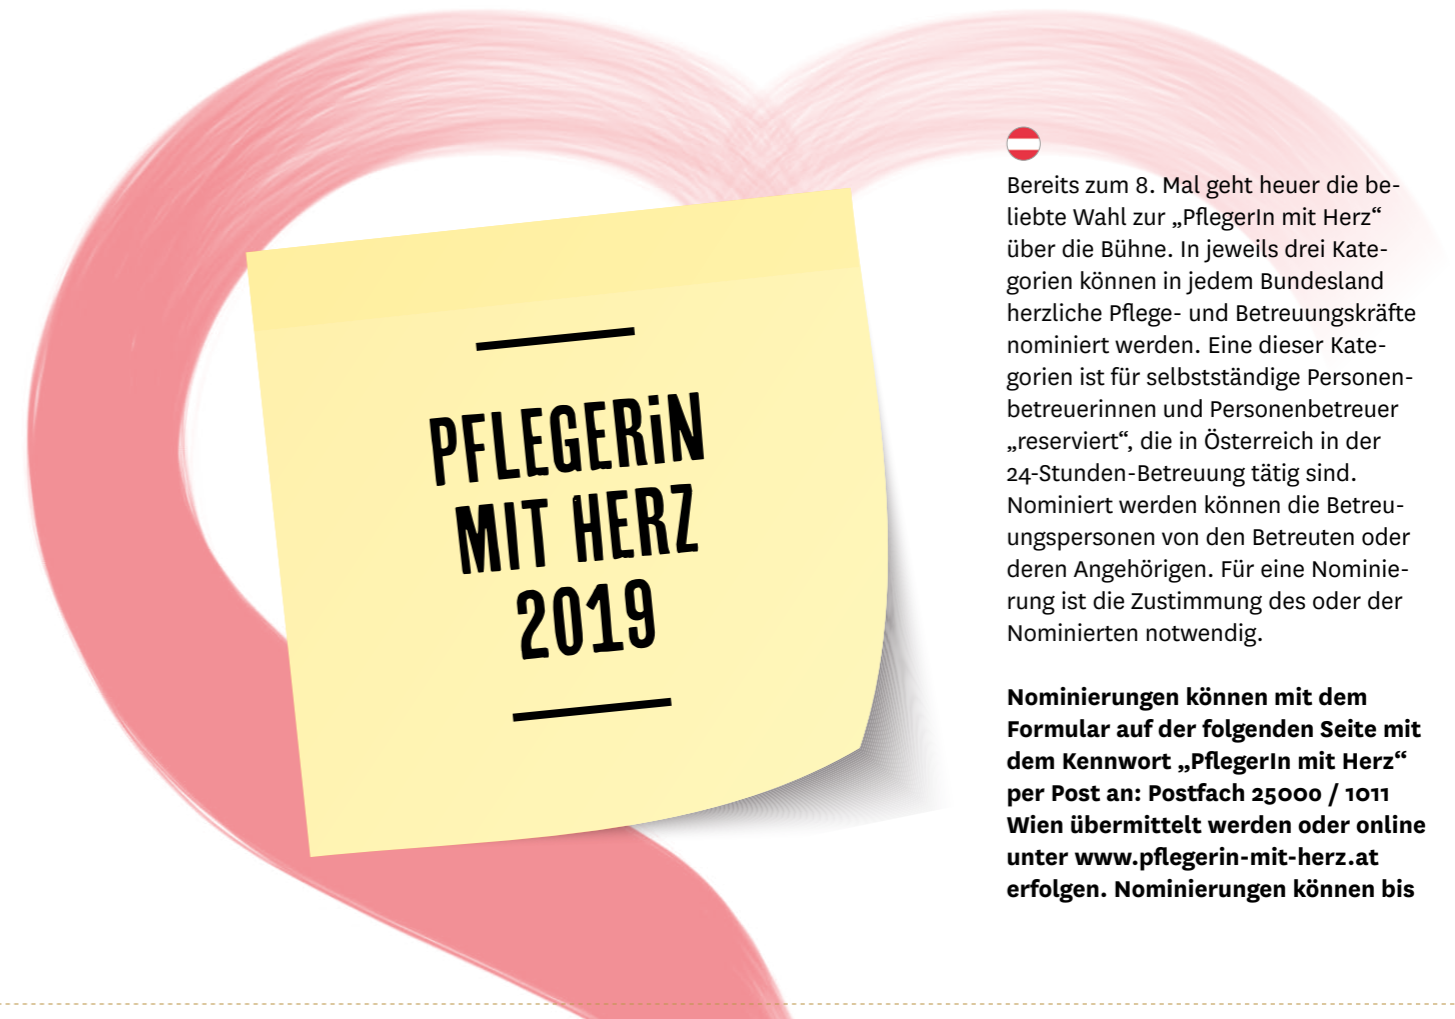 PFLEGERiN
MIT HERZ
2019
Bereits zum 8. Mal geht heuer die be-
liebte Wahl zur „PflegerIn mit Herz“
über die Bühne. In jeweils drei Kate-
gorien können in jedem Bundesland
herzliche Pflege- und Betreuungskräfte
nominiert werden. Eine dieser Kate-
gorien ist für selbstständige Personen-
betreuerinnen und Personenbetreuer
„reserviert“, die in Österreich in der
24-Stunden-Betreuung tätig sind.
Nominiert werden können die Betreu-
ungspersonen von den Betreuten oder
deren Angehörigen. Für eine Nominie-
rung ist die Zustimmung des oder der
Nominierten notwendig.
Nominierungen können mit dem
Formular auf der folgenden Seite mit
dem Kennwort „PflegerIn mit Herz“
per Post an: Postfach 25000 / 1011
Wien übermittelt werden oder online
unter www.pflegerin-mit-herz.at
erfolgen. Nominierungen können bis